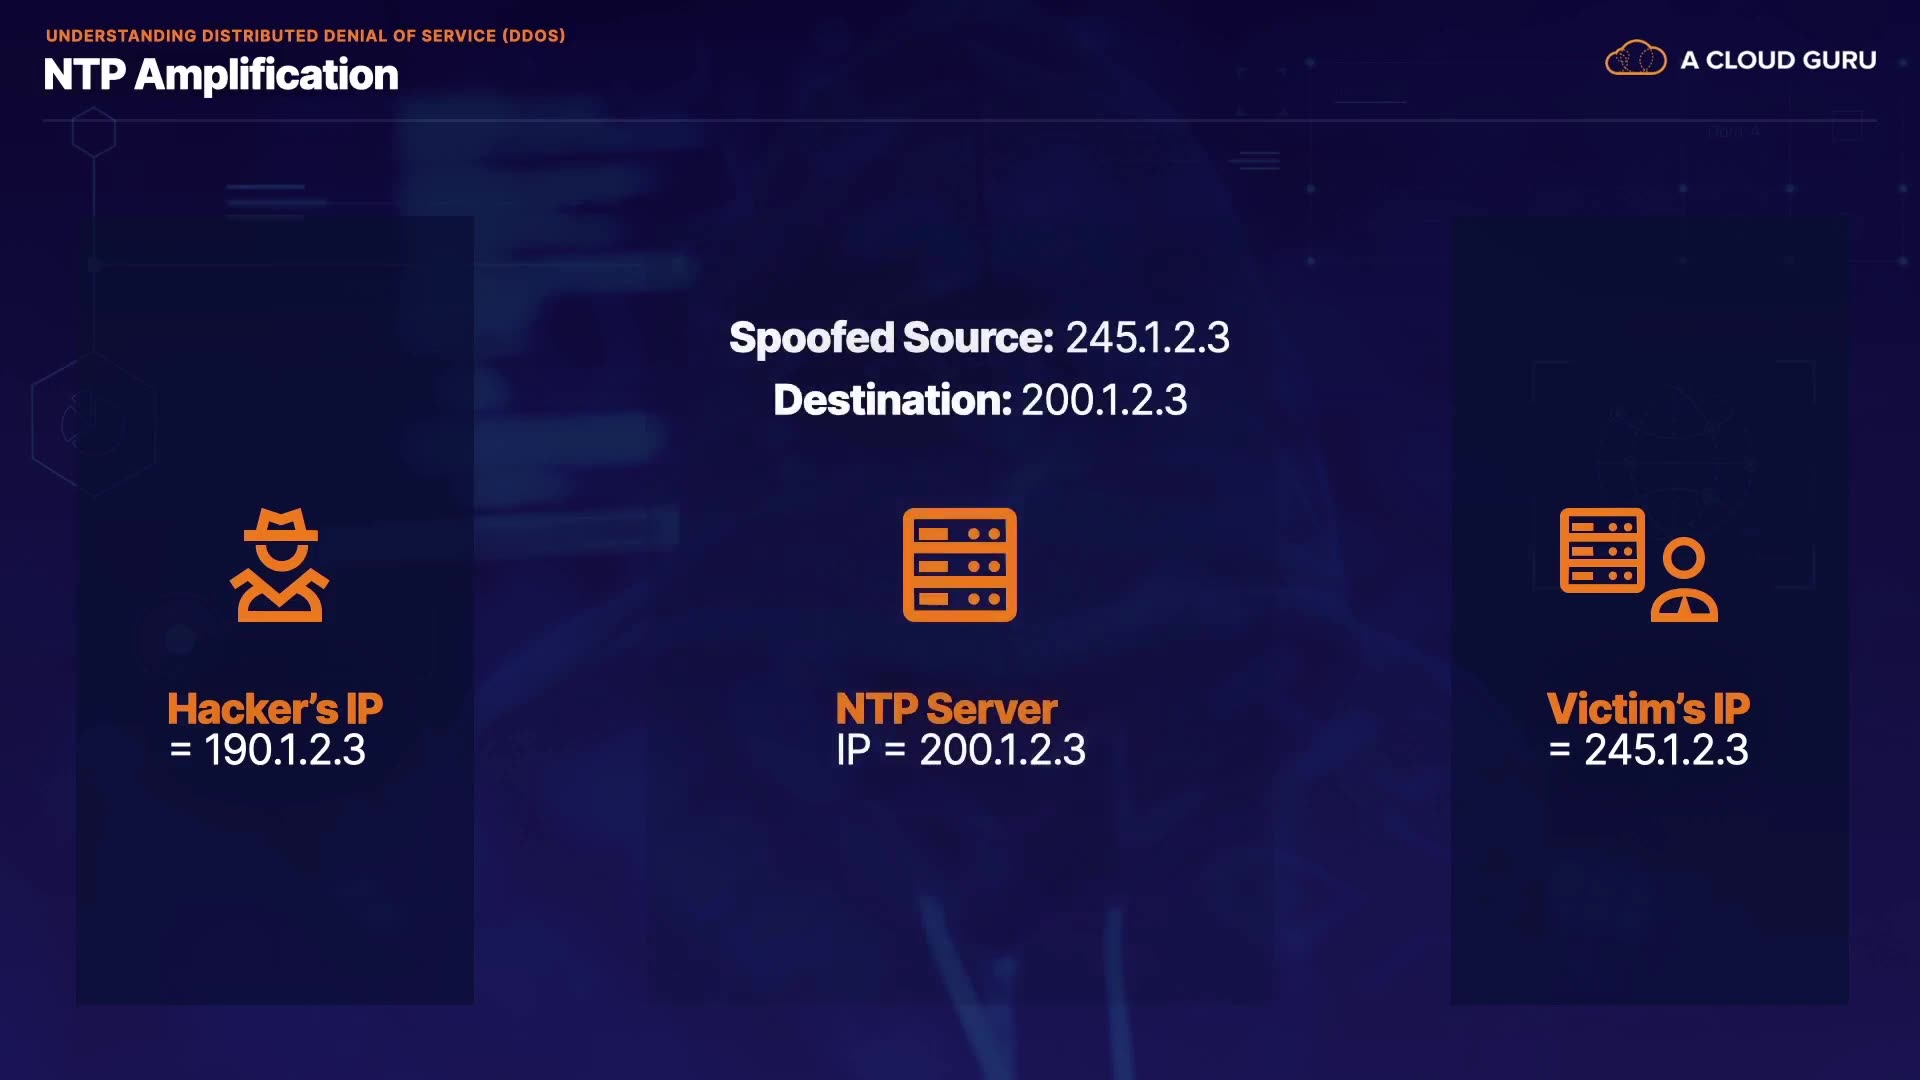 UNDERSTANDING DISTRIBUTED DENIAL OF SERVICE (DDOS)
NTP Amplification
A CLOUD GURU
Spoofed Source: 245.1.2.3
Destination: 200.1.2.3
Hacker’s IP
= 190.1.2.3
NTP Server
IP = 200.1.2.3
Victim’s IP
= 245.1.2.3